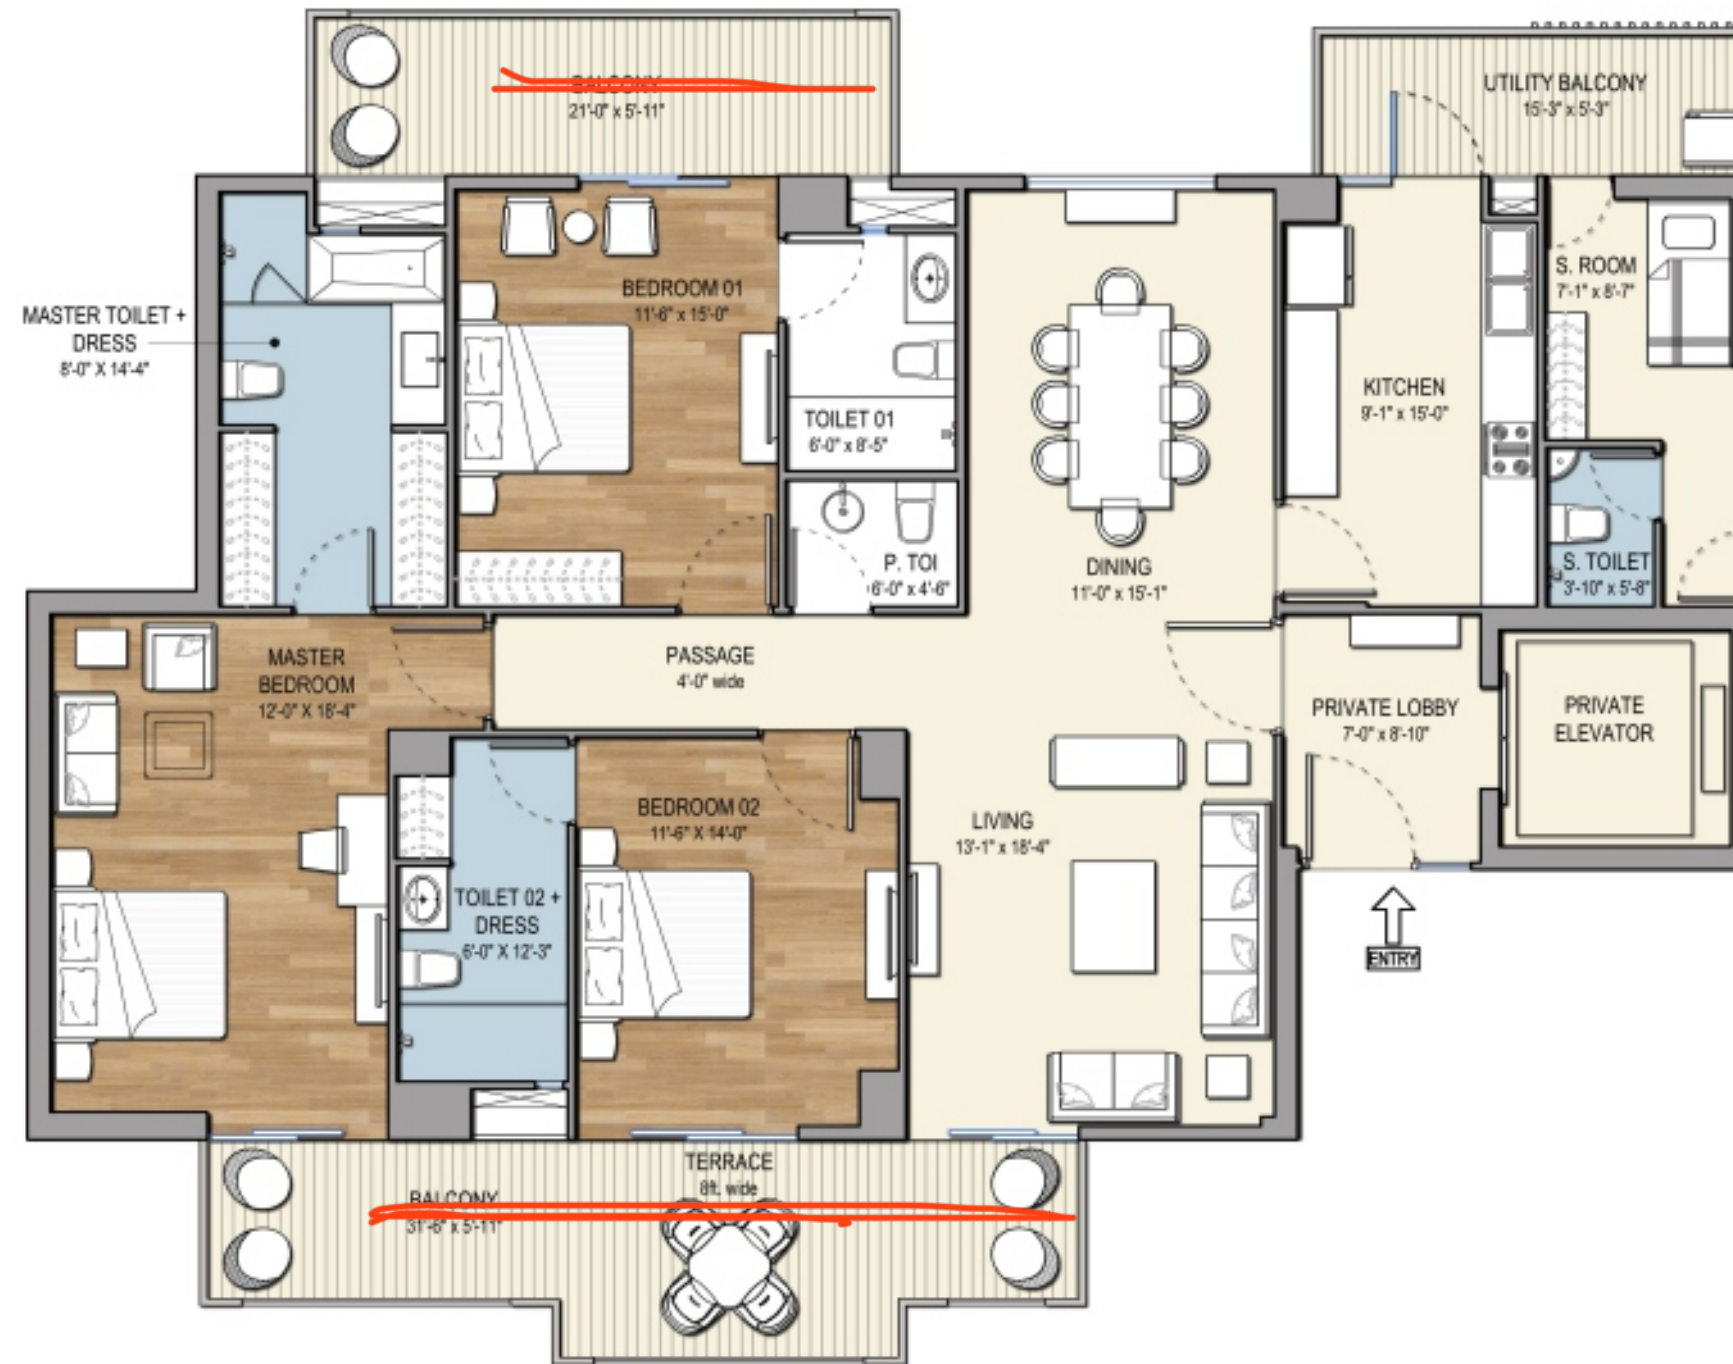 BALCONY
21'-0" x 5'-11"
UTILITY BALCONY
15'-3" x 5'-3"
MASTER TOILET +
DRESS
8'-0" X 14'-4"
BEDROOM 01
11'-6" x 15'-0"
TOILET 01
6'-0" x 8'-5"
P. TOI
6'-0" x 4'-6"
DINING
11'-0" x 15'-1"
KITCHEN
9'-1" x 15'-0"
S. ROOM
7'-1" x 8'-7"
S. TOILET
3'-10" x 5'-8"
MASTER
BEDROOM
12'-0" X 18'-4"
PASSAGE
4'-0" wide
PRIVATE LOBBY
7'-0" x 8'-10"
PRIVATE
ELEVATOR
BEDROOM 02
11'-6" X 14'-0"
LIVING
13'-1" x 18'-4"
TOILET 02 +
DRESS
6'-0" X 12'-3"
ENTRY
TERRACE
8ft. wide
BALCONY
31'-6" x 5'-11"